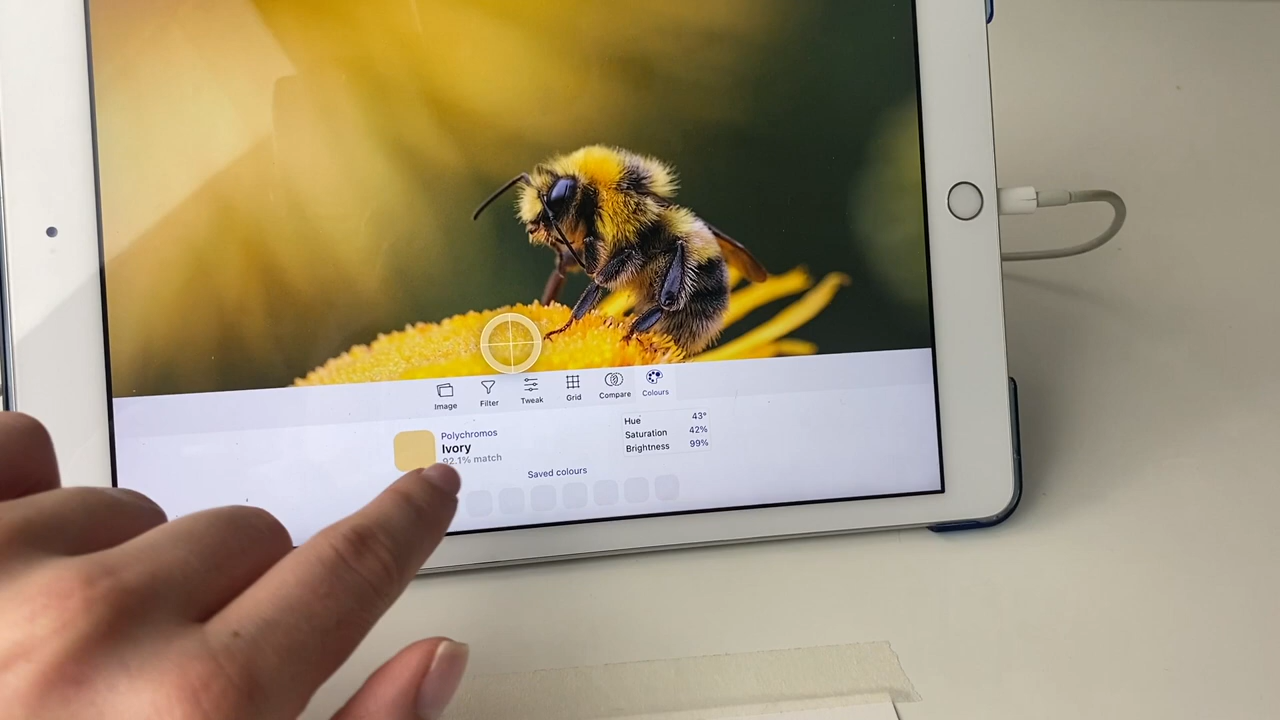 Image
Filter
Tweak
Grid
Compare
Colours
Polychromos
Ivory
92.1% match
Hue 43°
Saturation 42%
Brightness 99%
Saved colours